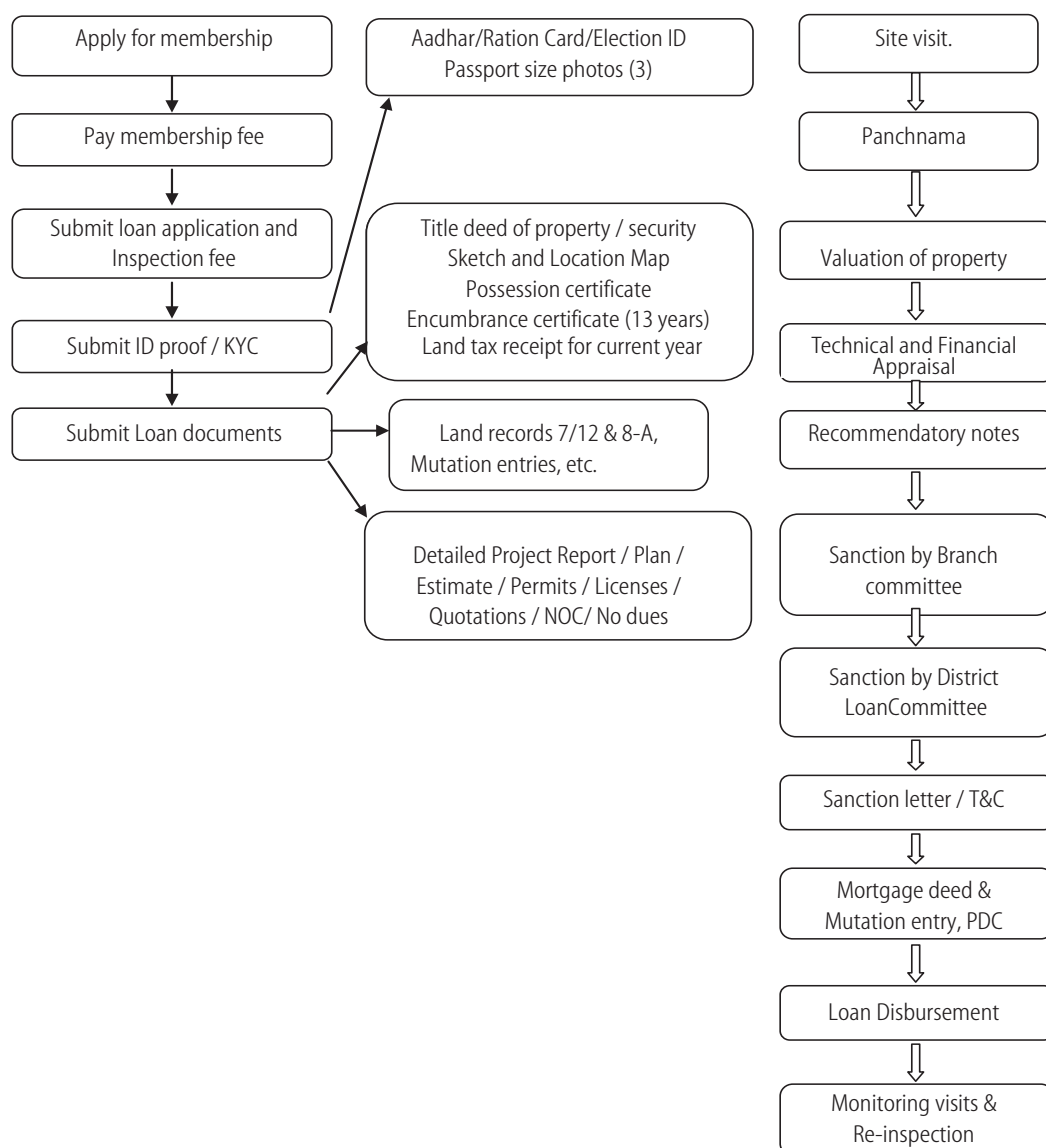 Apply for membership
Pay membership fee
Submit loan application and
Inspection fee
Submit ID proof / KYC
Submit Loan documents
Aadhar/Ration Card/Election ID
Passport size photos (3)
Title deed of property / security
Sketch and Location Map
Possession certificate
Encumbrance certificate (13 years)
Land tax receipt for current year
Land records 7/12 & 8-A,
Mutation entries, etc.
Detailed Project Report / Plan /
Estimate / Permits / Licenses /
Quotations / NOC/ No dues
Site visit.
Panchnama
Valuation of property
Technical and Financial
Appraisal
Recommendatory notes
Sanction by Branch
committee
Sanction by District
LoanCommittee
Sanction letter / T&C
Mortgage deed &
Mutation entry, PDC
Loan Disbursement
Monitoring visits &
Re-inspection